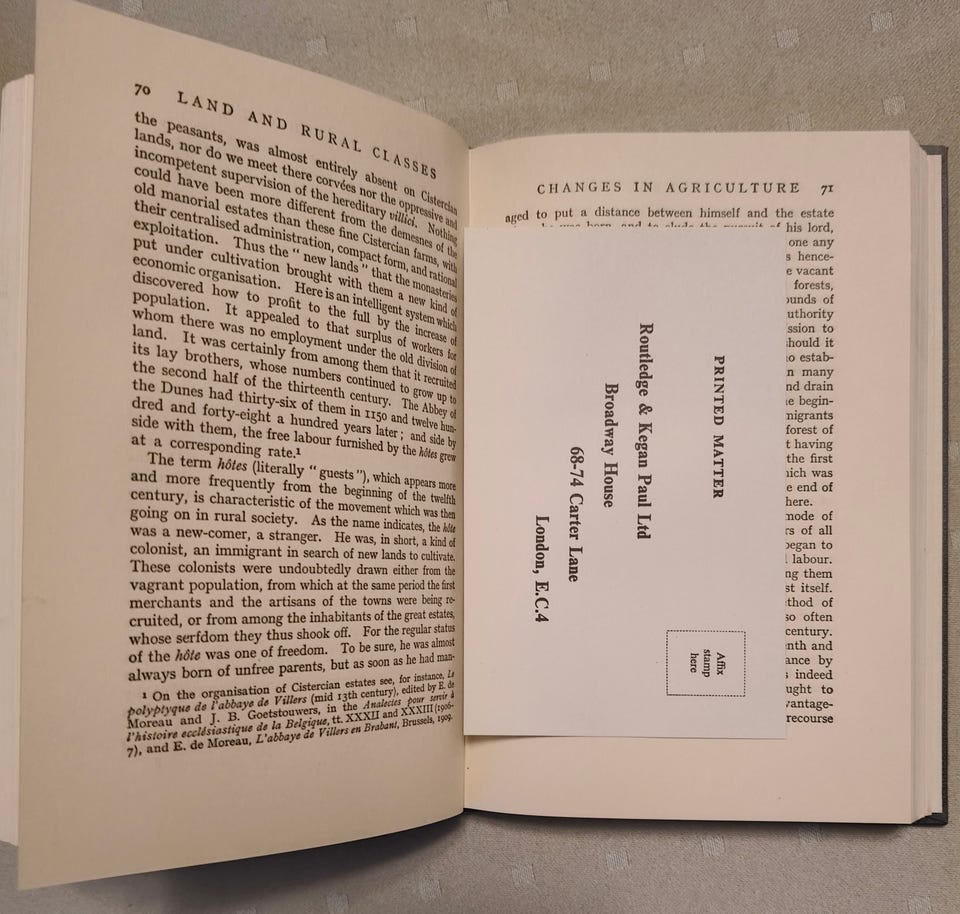 70 LAND AND RURAL CLASSES
the peasants, was almost entirely absent on Cistercian
lands, nor do we meet there corvées nor the oppressive and
incompetent supervision of the hereditary villici. Nothing
could have been more different from the demesnes of the
old manorial estates than these fine Cistercian farms, with
their centralised administration, compact form, and rational
exploitation. Thus the “ new lands ” that the monasteries
put under cultivation brought with them a new kind of
economic organisation. Here is an intelligent system which
discovered how to profit to the full by the increase of
population. It appealed to that surplus of workers for
whom there was no employment under the old division of
land. It was certainly from among them that it recruited
its lay brothers, whose numbers continued to grow up to
the second half of the thirteenth century. The Abbey of
the Dunes had thirty-six of them in 1150 and twelve hun-
dred and forty-eight a hundred years later ; and side by
side with them, the free labour furnished by the hôtes grew
at a corresponding rate.¹
The term hôtes (literally “ guests ”), which appears more
and more frequently from the beginning of the twelfth
century, is characteristic of the movement which was then
going on in rural society. As the name indicates, the hôte
was a new-comer, a stranger. He was, in short, a kind of
colonist, an immigrant in search of new lands to cultivate.
These colonists were undoubtedly drawn either from the
vagrant population, from which at the same period the first
merchants and the artisans of the towns were being re-
cruited, or from among the inhabitants of the great estates,
whose serfdom they thus shook off. For the regular status
of the hôte was one of freedom. To be sure, he was almost
always born of unfree parents, but as soon as he had man-
¹ On the organisation of Cistercian estates see, for instance, Le
polyptyque de l'abbaye de Villers (mid 13th century), edited by E. de
Moreau and J. B. Goetstouwers, in the Analectes pour servir à
l'histoire ecclésiastique de la Belgique, tt. XXXII and XXXIII (1906-
7), and E. de Moreau, L'abbaye de Villers en Brabant, Brussels, 1909.
CHANGES IN AGRICULTURE 71
aged to put a distance between himself and the estate
his lord,
one any
hence-
vacant
forests,
of
to
should it
estab-
many
drain
begin-
forest of
having
the first
was
end of
here.
mode of
of all
began to
labour.
them
itself.
of
so often
century.
and
by
indeed
to
recourse
PRINTED MATTER
Routledge & Kegan Paul Ltd
Broadway House
68-74 Carter Lane
London, E.C.4
Affix
stamp
here